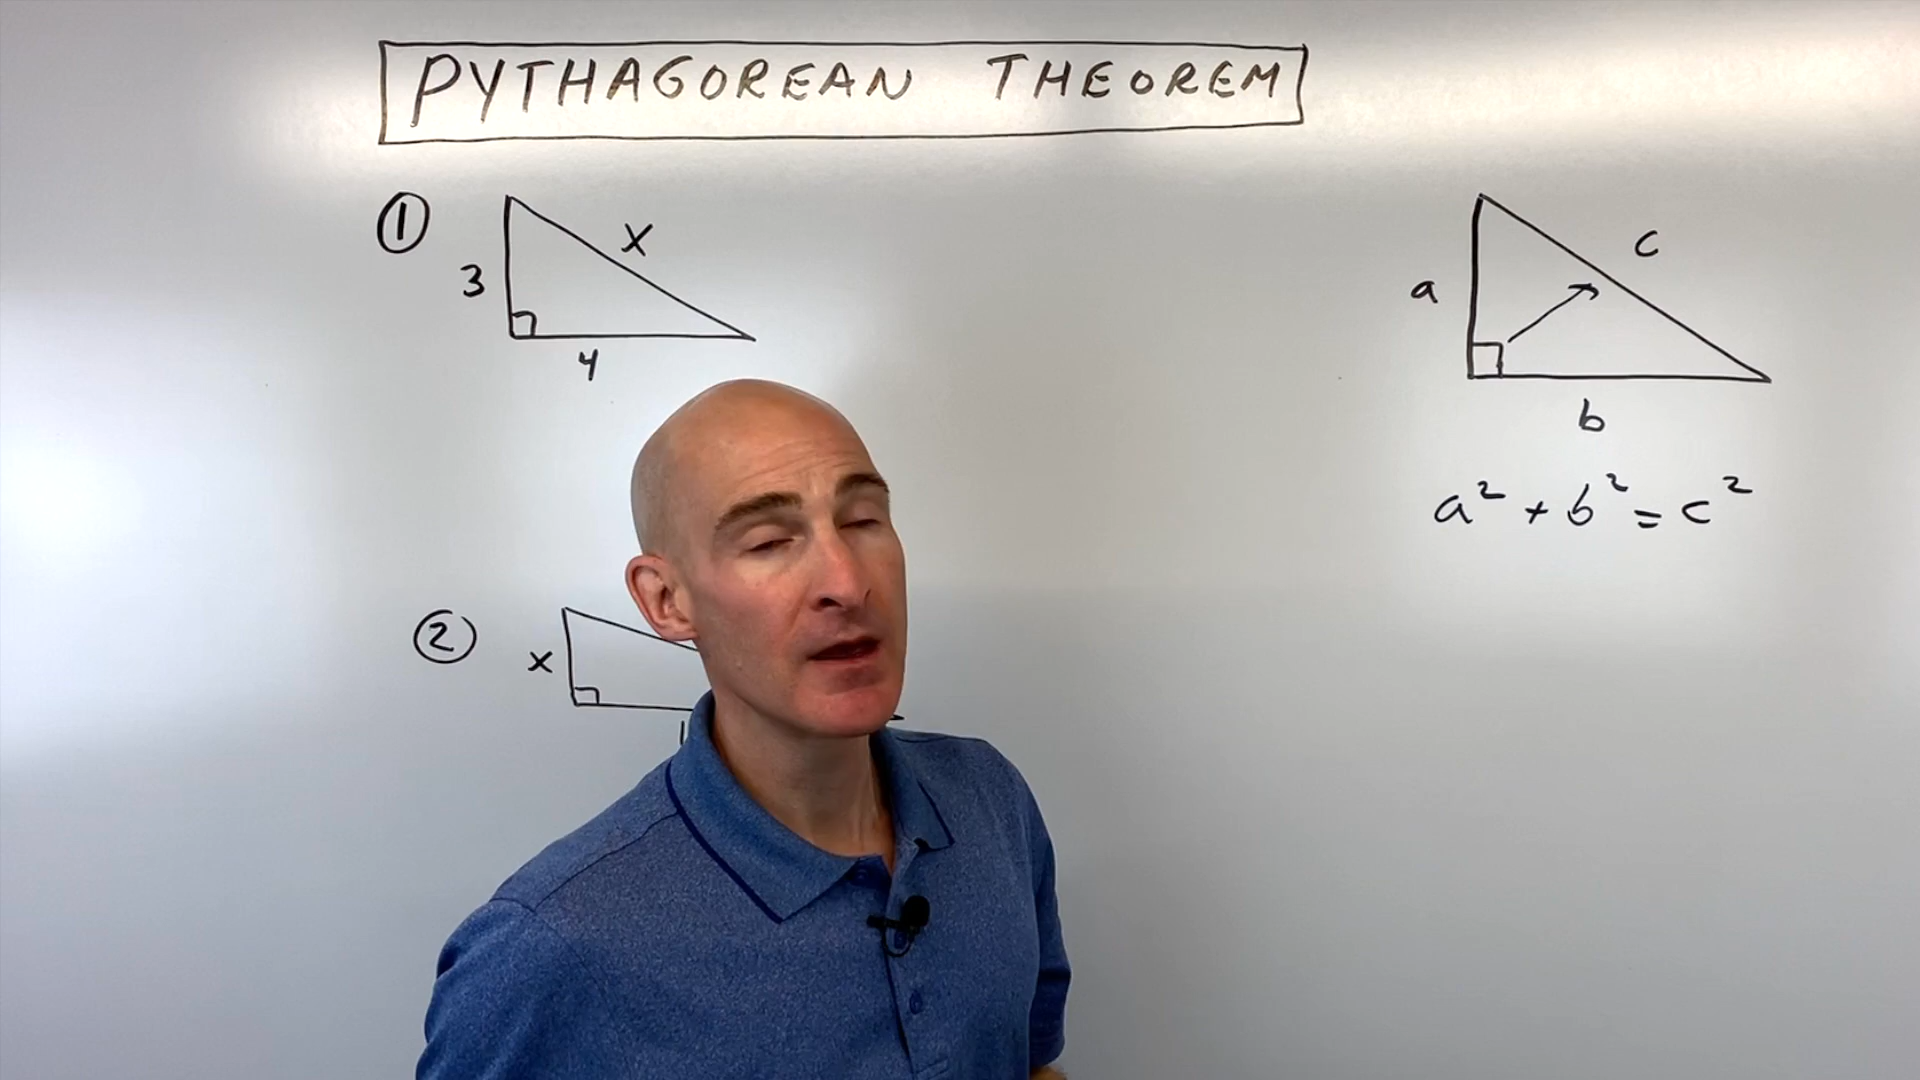 PYTHAGOREAN THEOREM
① x
3
4
② x
c
a
b
a² + b² = c²